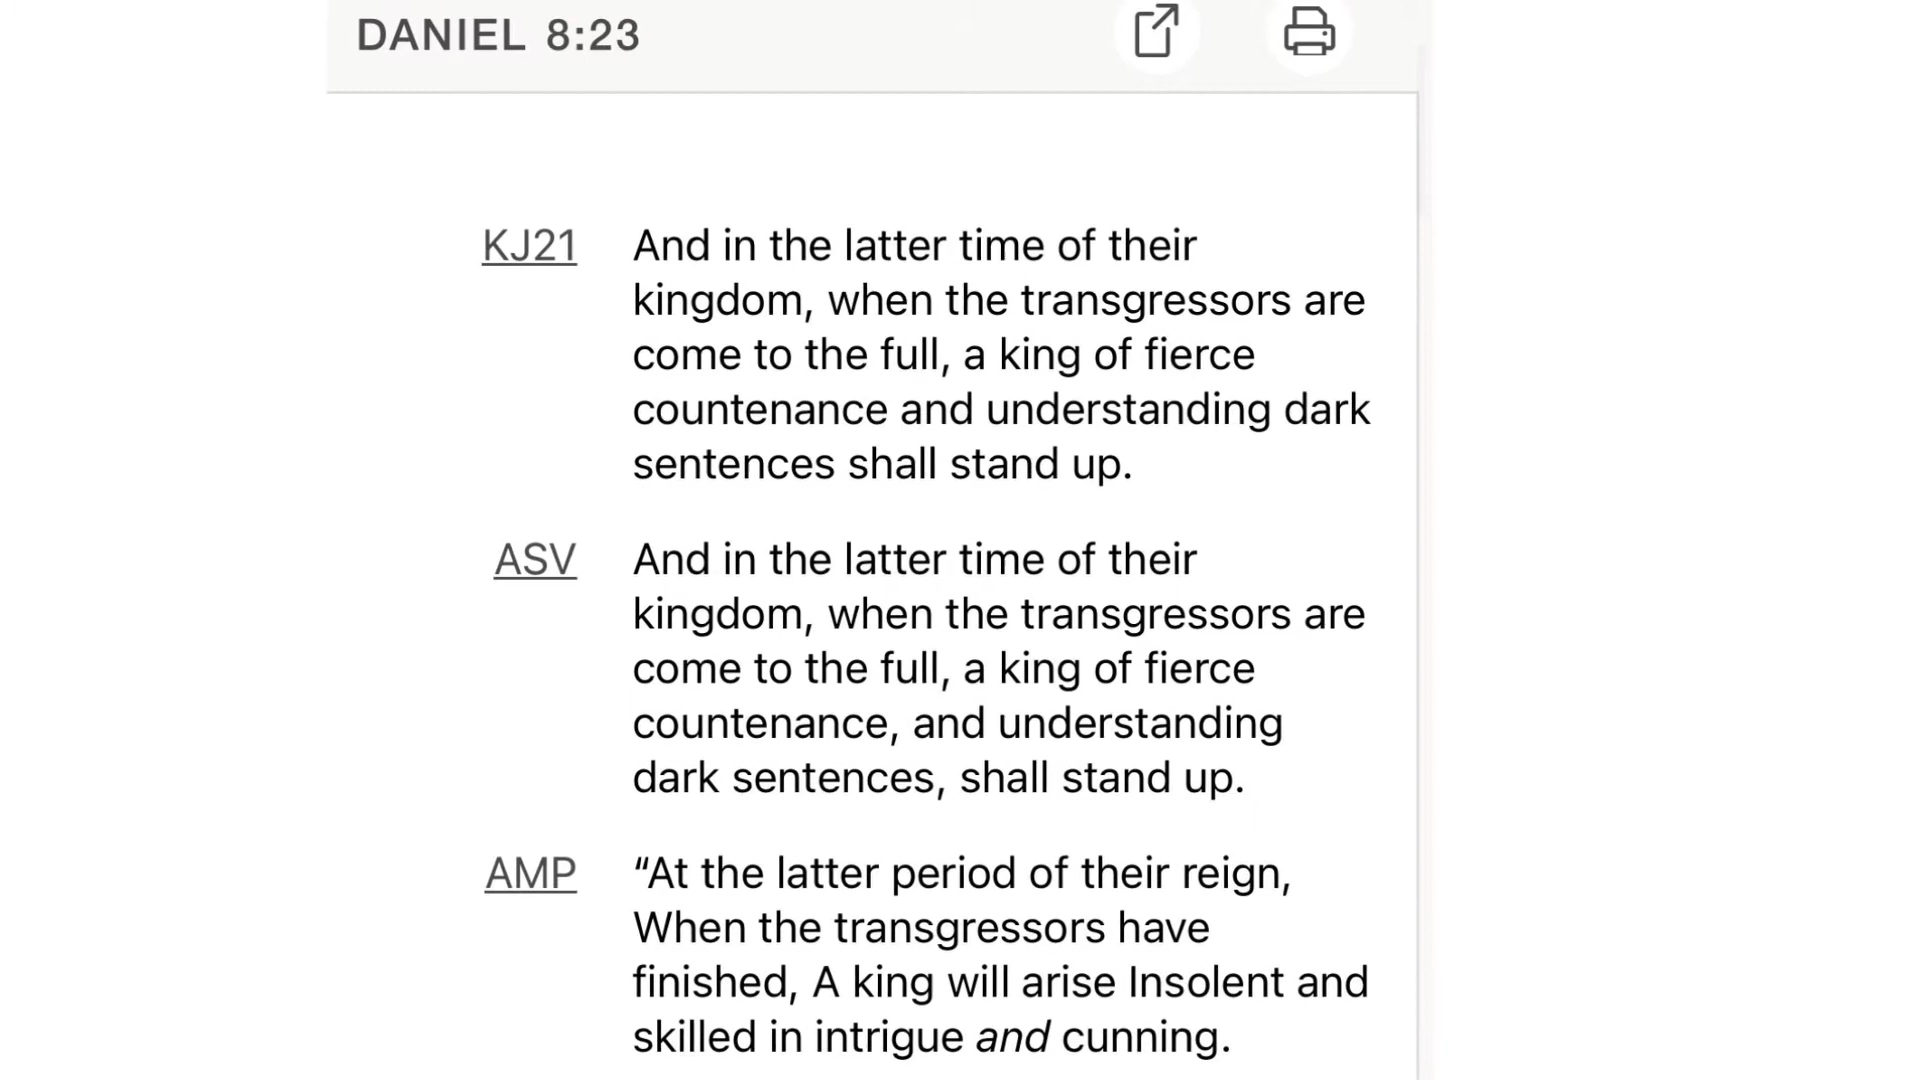 DANIEL 8:23
KJ21 And in the latter time of their
kingdom, when the transgressors are
come to the full, a king of fierce
countenance and understanding dark
sentences shall stand up.
ASV And in the latter time of their
kingdom, when the transgressors are
come to the full, a king of fierce
countenance, and understanding
dark sentences, shall stand up.
AMP “At the latter period of their reign,
When the transgressors have
finished, A king will arise Insolent and
skilled in intrigue and cunning.